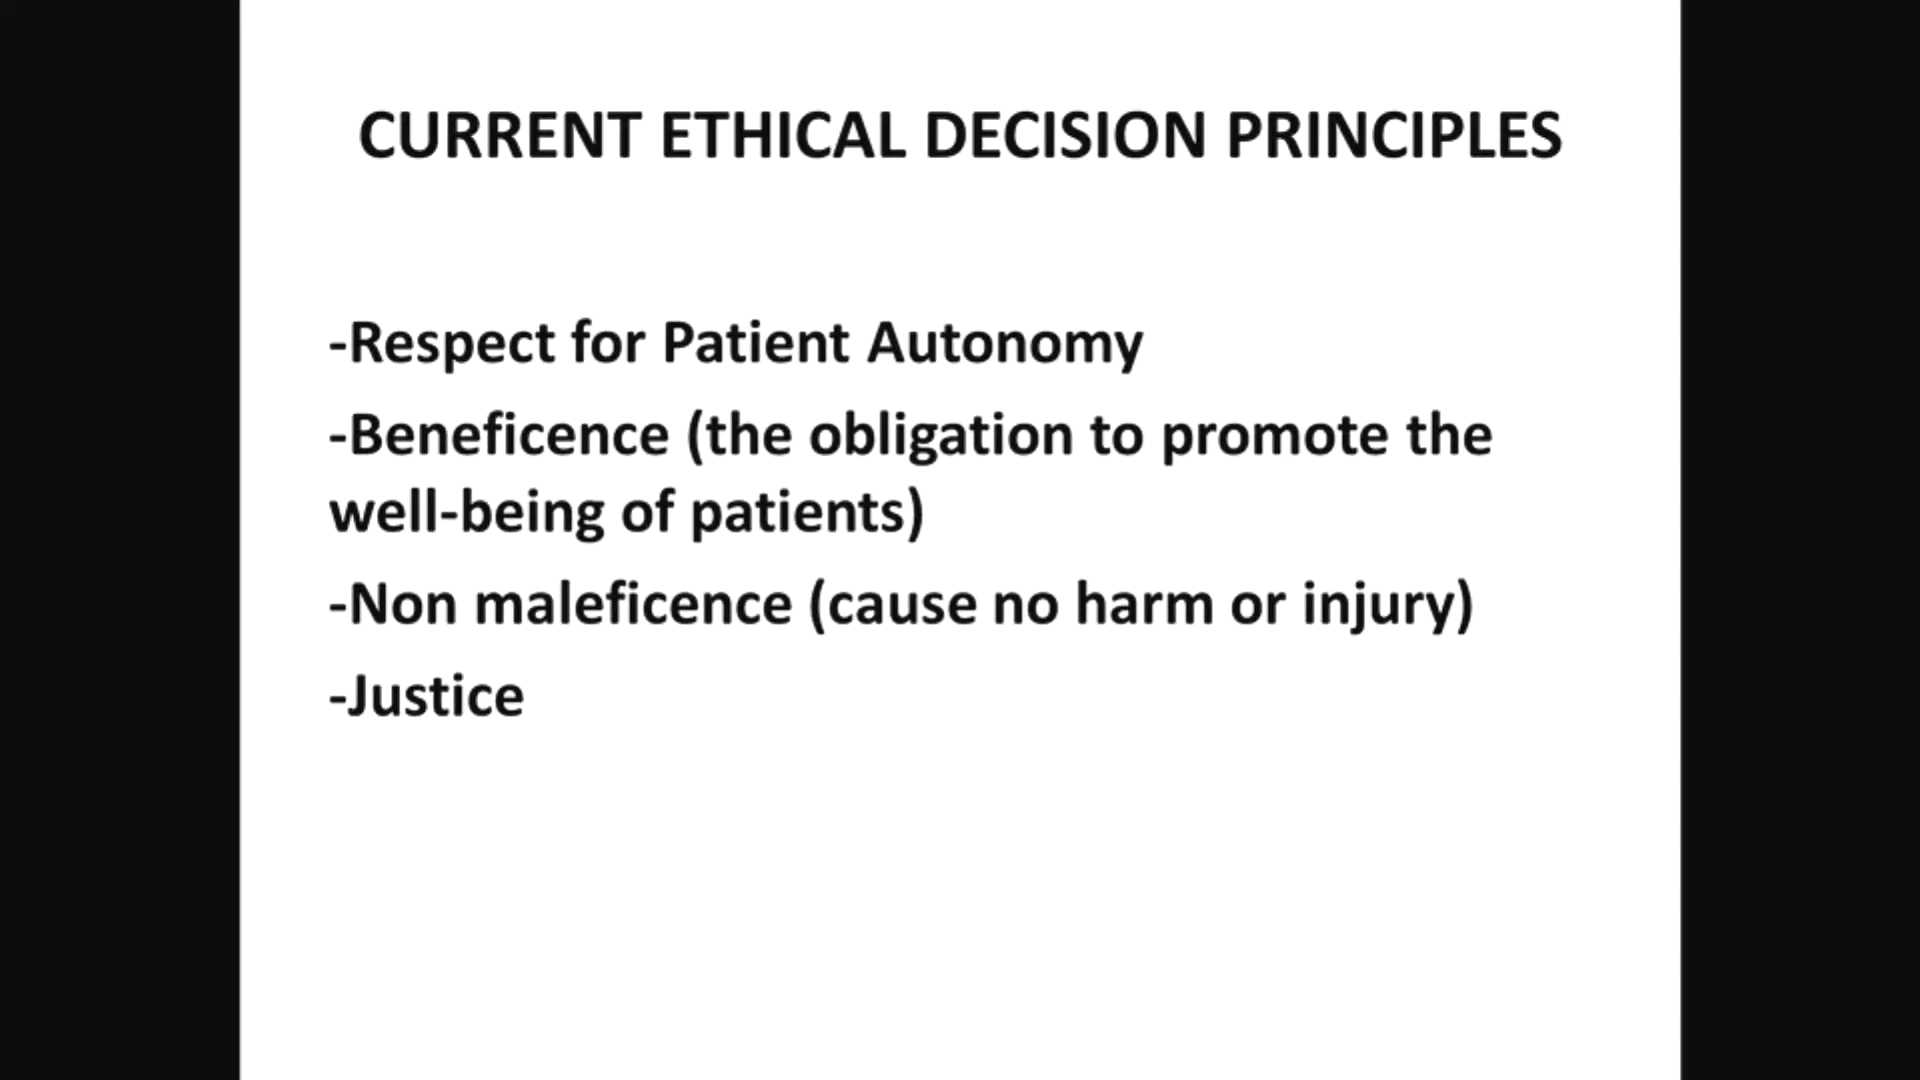 CURRENT ETHICAL DECISION PRINCIPLES
-Respect for Patient Autonomy
-Beneficence (the obligation to promote the
well-being of patients)
-Non maleficence (cause no harm or injury)
-Justice